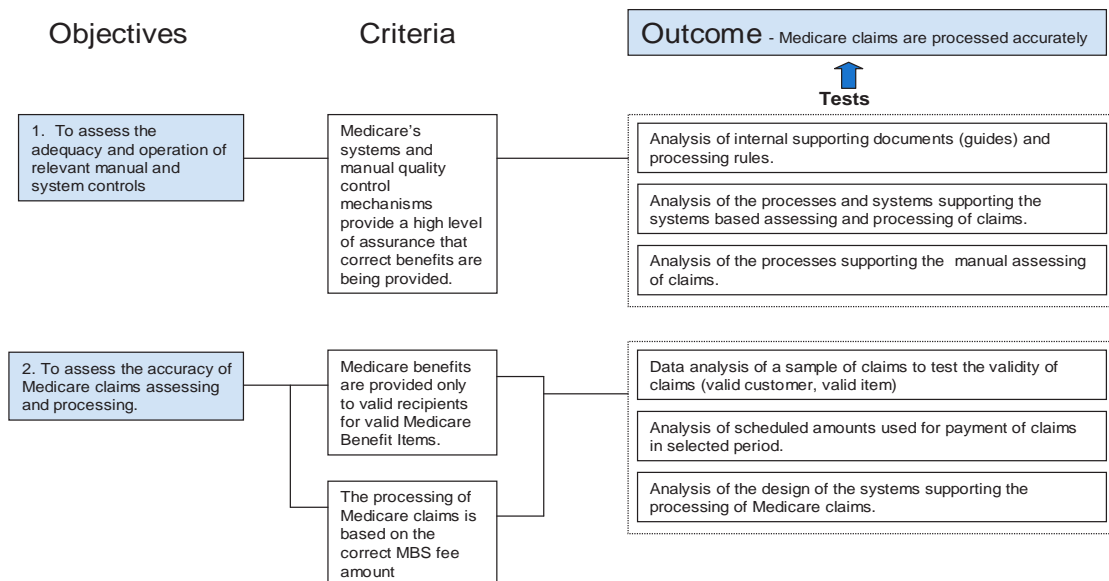 Objectives
Criteria
Outcome - Medicare claims are processed accurately
Tests
1. To assess the
adequacy and operation of
relevant manual and
system controls
Medicare's
systems and
manual quality
control
mechanisms
provide a high level
of assurance that
correct benefits are
being provided.
Analysis of internal supporting documents (guides) and
processing rules.
Analysis of the processes and systems supporting the
systems based assessing and processing of claims.
Analysis of the processes supporting the manual assessing
of claims.
2. To assess the accuracy of
Medicare claims assessing
and processing.
Medicare benefits
are provided only
to valid recipients
for valid Medicare
Benefit Items.
The processing of
Medicare claims is
based on the
correct MBS fee
amount
Data analysis of a sample of claims to test the validity of
claims (valid customer, valid item)
Analysis of scheduled amounts used for payment of claims
in selected period.
Analysis of the design of the systems supporting the
processing of Medicare claims.